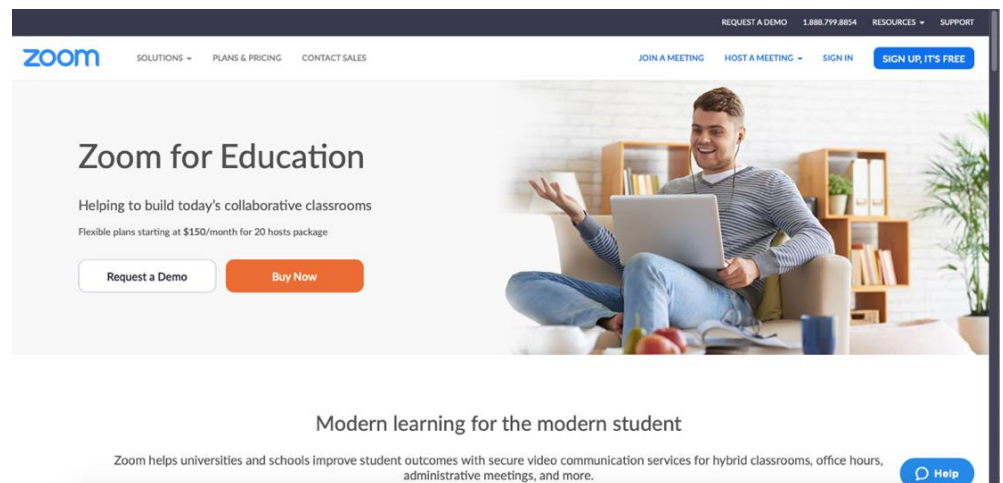 REQUEST A DEMO 1.888.799.8854 RESOURCES SUPPORT
zoom SOLUTIONS PLANS & PRICING CONTACT SALES JOIN A MEETING HOST A MEETING SIGN IN SIGN UP, IT'S FREE
Zoom for Education
Helping to build today's collaborative classrooms
Flexible plans starting at $150/month for 20 hosts package
Request a Demo Buy Now
Modern learning for the modern student
Zoom helps universities and schools improve student outcomes with secure video communication services for hybrid classrooms, office hours,
administrative meetings, and more.
Help